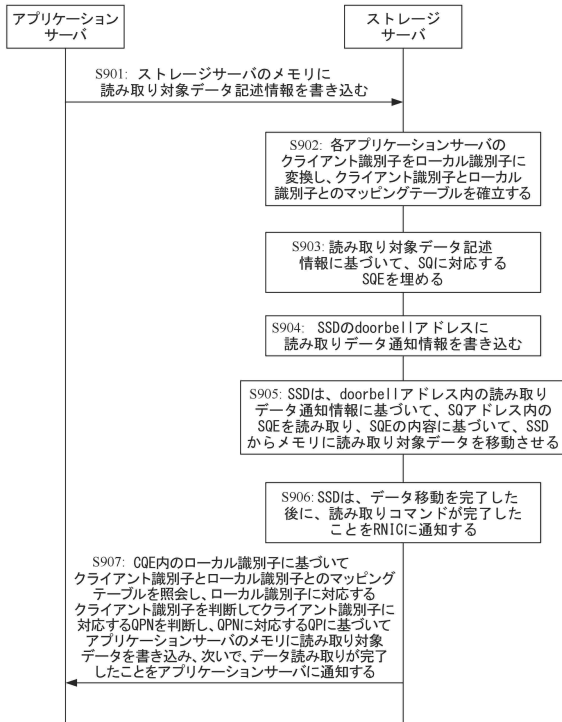 アプリケーション
サーバ
ストレージ
サーバ
S901: ストレージサーバのメモリに
読み取り対象データ記述情報を書き込む
S902: 各アプリケーションサーバの
クライアント識別子をローカル識別子に
変換し、クライアント識別子とローカル
識別子とのマッピングテーブルを確立する
S903: 読み取り対象データ記述
情報に基づいて、SQに対応する
SQEを埋める
S904: SSDのdoorbellアドレスに
読み取りデータ通知情報を書き込む
S905: SSDは、doorbellアドレス内の読み取り
データ通知情報に基づいて、SQアドレス内の
SQEを読み取り、SQEの内容に基づいて、SSD
からメモリに読み取り対象データを移動させる
S906: SSDは、データ移動を完了した
後に、読み取りコマンドが完了した
ことをRNICに通知する
S907: CQE内のローカル識別子に基づいて
クライアント識別子とローカル識別子とのマッピング
テーブルを照会し、ローカル識別子に対応する
クライアント識別子を判断してクライアント識別子に
対応するQPNを判断し、QPNに対応するQPに基づいて
アプリケーションサーバのメモリに読み取り対象
データを書き込み、次いで、データ読み取りが完了
したことをアプリケーションサーバに通知する